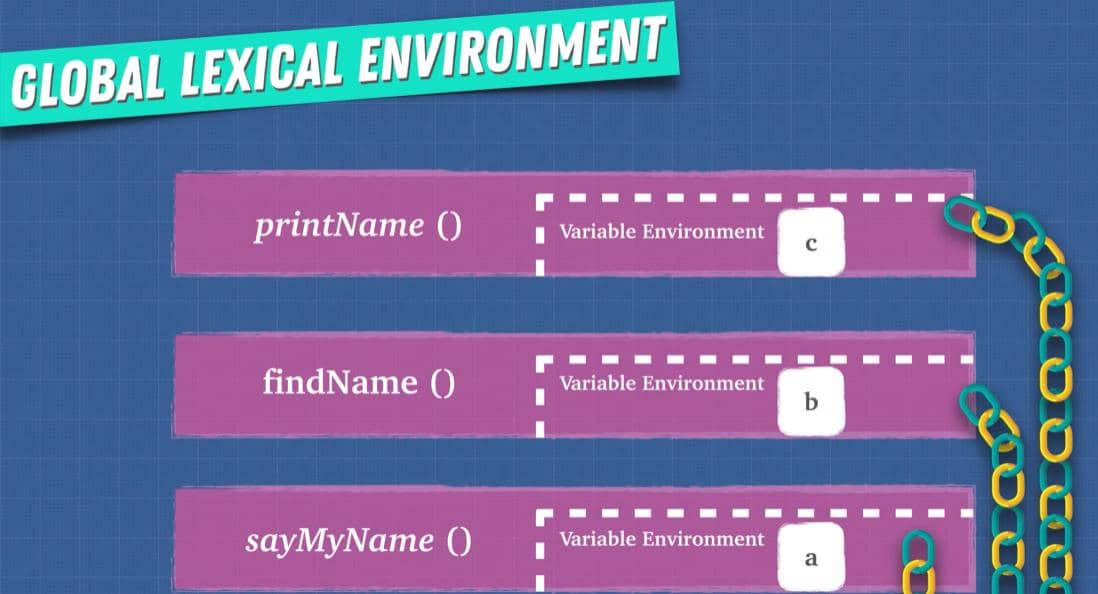 GLOBAL LEXICAL ENVIRONMENT
printName ()
Variable Environment
c
findName ()
Variable Environment
b
sayMyName ()
Variable Environment
a